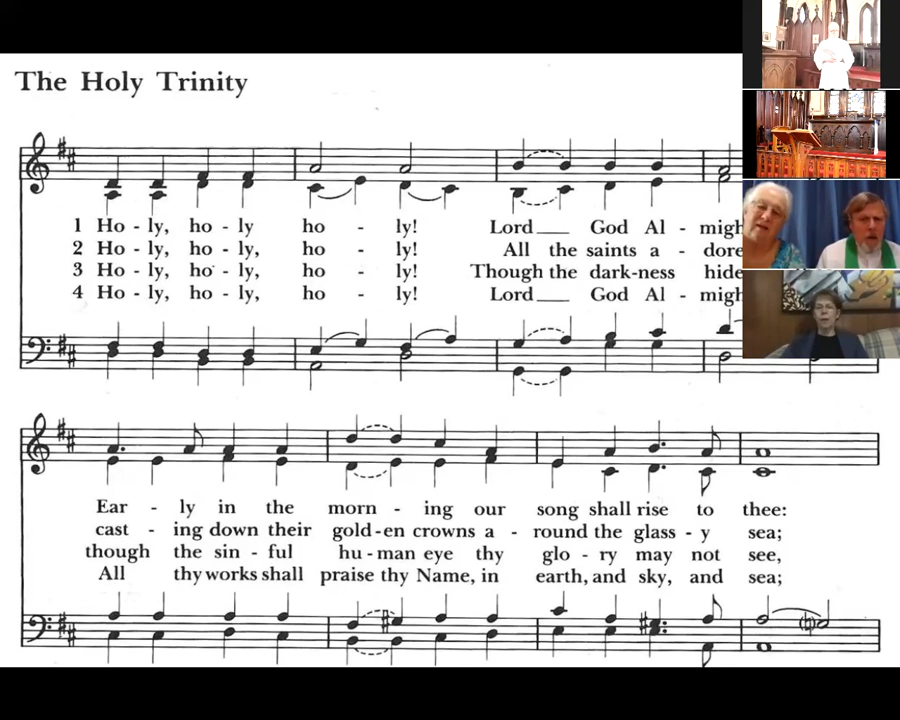 The Holy Trinity
1 Ho - ly, ho - ly ho - ly! Lord___ God Al - migh
2 Ho - ly, ho - ly, ho - ly! All the saints a - dore
3 Ho - ly, ho - ly, ho - ly! Though the dark-ness hide
4 Ho - ly, ho - ly, ho - ly! Lord___ God Al - migh
Ear - ly in the morn - ing our song shall rise to thee:
cast - ing down their gold-en crowns a - round the glass - y sea;
though the sin - ful hu-man eye thy glo - ry may not see,
All thy works shall praise thy Name, in earth, and sky, and sea;